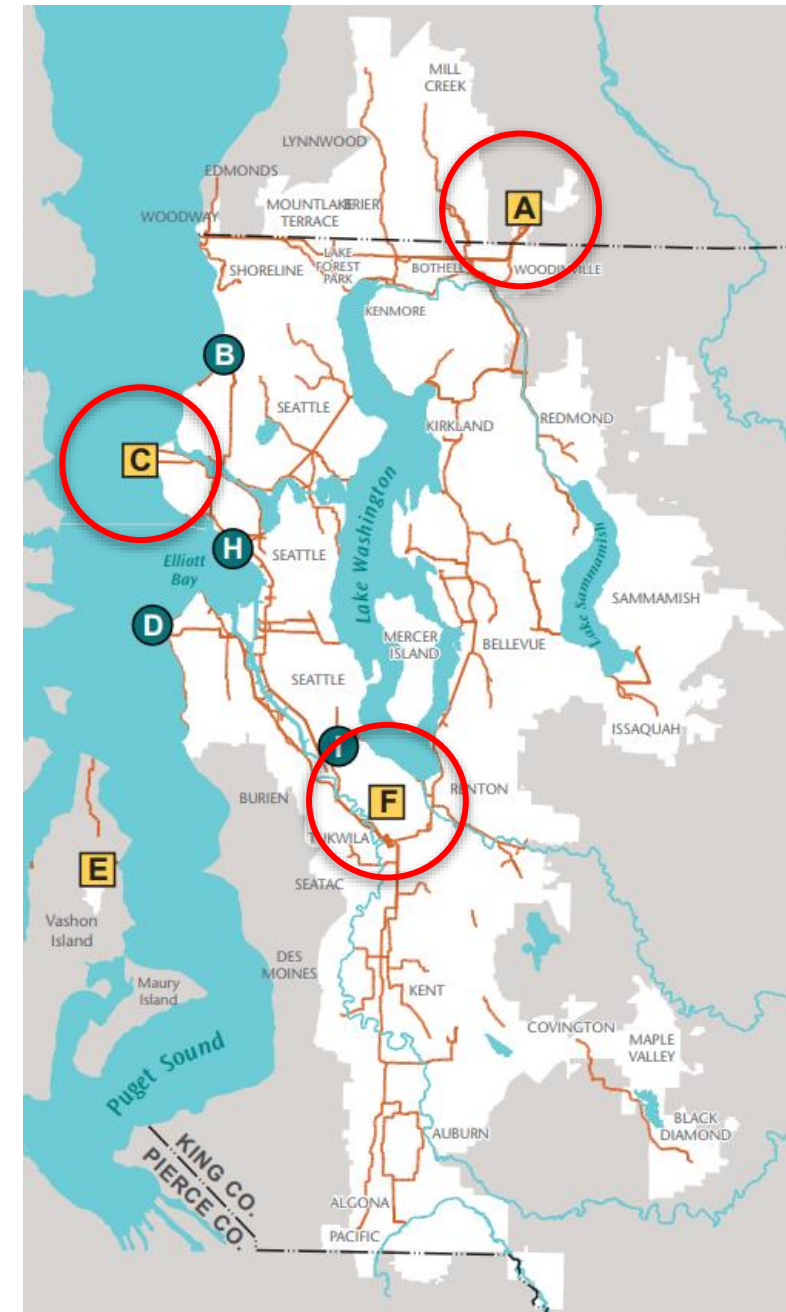 MILL
CREEK
LYNNWOOD
EDMONDS
MOUNTLAKE
TERRACE
BRIER
A
WOODWAY
LAKE
FOREST
PARK
SHORELINE
BOTHELL
WOODINVILLE
KENMORE
B
SEATTLE
KIRKLAND
REDMOND
C
Lake Washington
H
SEATTLE
Elliott
Bay
Lake Sammamish
SAMMAMISH
D
MERCER
ISLAND
BELLEVUE
SEATTLE
ISSAQUAH
I
BURIEN
F
RENTON
TUKWILA
E
SEATAC
Vashon
Island
DES
MOINES
Maury
Island
KENT
COVINGTON
MAPLE
VALLEY
Puget Sound
BLACK
DIAMOND
AUBURN
KING CO.
PIERCE CO.
ALGONA
PACIFIC